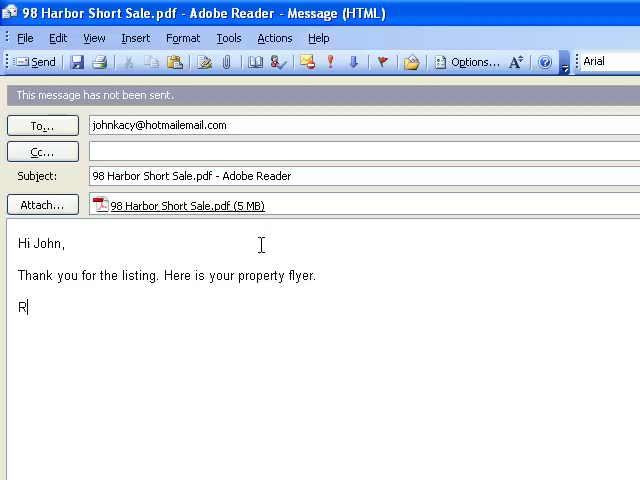 98 Harbor Short Sale.pdf - Adobe Reader - Message (HTML)
File Edit View Insert Format Tools Actions Help
Send Options... Arial
This message has not been sent.
To... johnkacy@hotmailemail.com
Cc...
Subject: 98 Harbor Short Sale.pdf - Adobe Reader
Attach... 98 Harbor Short Sale.pdf (5 MB)
Hi John,
Thank you for the listing. Here is your property flyer.
R